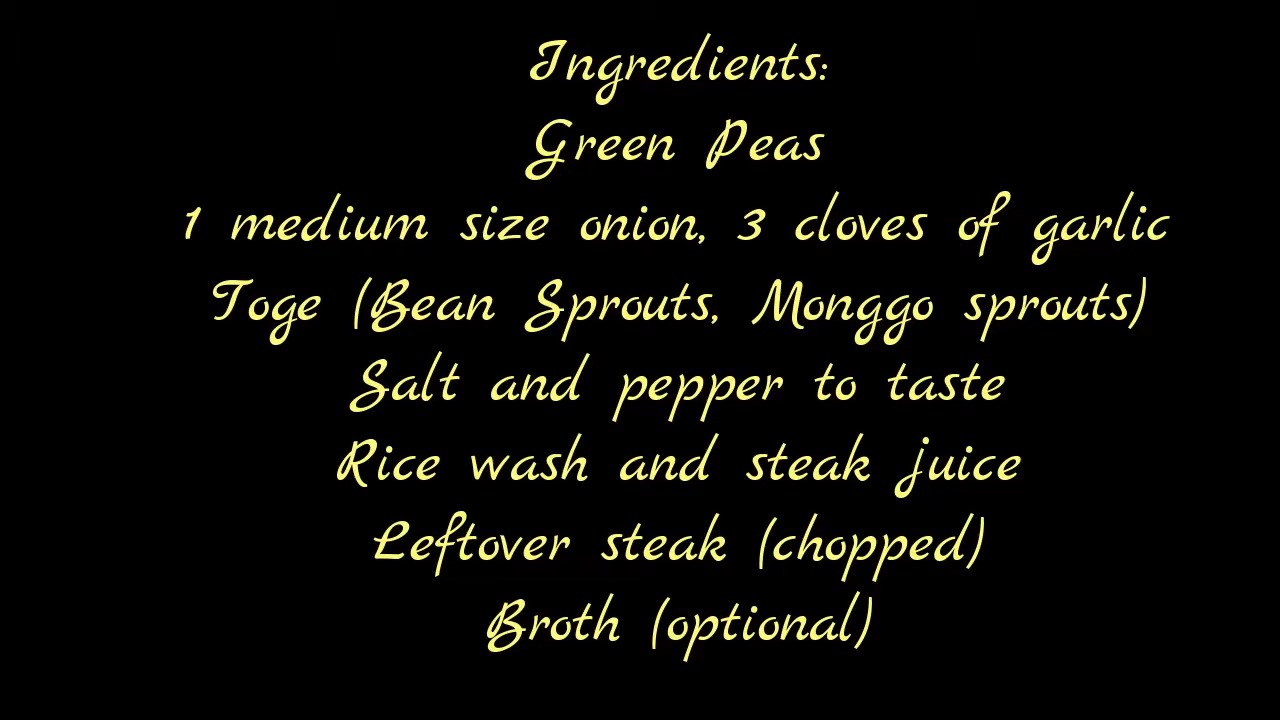 Ingredients:
Green Peas
1 medium size onion, 3 cloves of garlic
Toge (Bean Sprouts, Monggo sprouts)
Salt and pepper to taste
Rice wash and steak juice
Leftover steak (chopped)
Broth (optional)